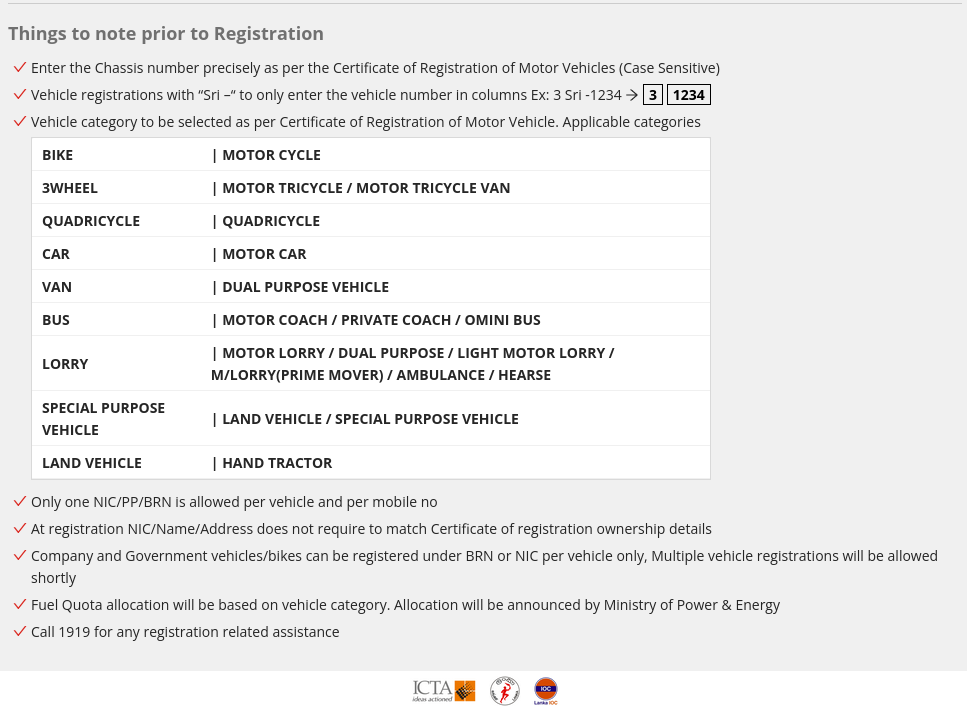 Things to note prior to Registration
Enter the Chassis number precisely as per the Certificate of Registration of Motor Vehicles (Case Sensitive)
Vehicle registrations with “Sri –“ to only enter the vehicle number in columns Ex: 3 Sri -1234 → 3 1234
Vehicle category to be selected as per Certificate of Registration of Motor Vehicle. Applicable categories
BIKE | MOTOR CYCLE
3WHEEL | MOTOR TRICYCLE / MOTOR TRICYCLE VAN
QUADRICYCLE | QUADRICYCLE
CAR | MOTOR CAR
VAN | DUAL PURPOSE VEHICLE
BUS | MOTOR COACH / PRIVATE COACH / OMINI BUS
LORRY | MOTOR LORRY / DUAL PURPOSE / LIGHT MOTOR LORRY /
M/LORRY(PRIME MOVER) / AMBULANCE / HEARSE
SPECIAL PURPOSE
VEHICLE | LAND VEHICLE / SPECIAL PURPOSE VEHICLE
LAND VEHICLE | HAND TRACTOR
Only one NIC/PP/BRN is allowed per vehicle and per mobile no
At registration NIC/Name/Address does not require to match Certificate of registration ownership details
Company and Government vehicles/bikes can be registered under BRN or NIC per vehicle only, Multiple vehicle registrations will be allowed
shortly
Fuel Quota allocation will be based on vehicle category. Allocation will be announced by Ministry of Power & Energy
Call 1919 for any registration related assistance
ICTA
ideas actioned
IOC
Lanka IOC